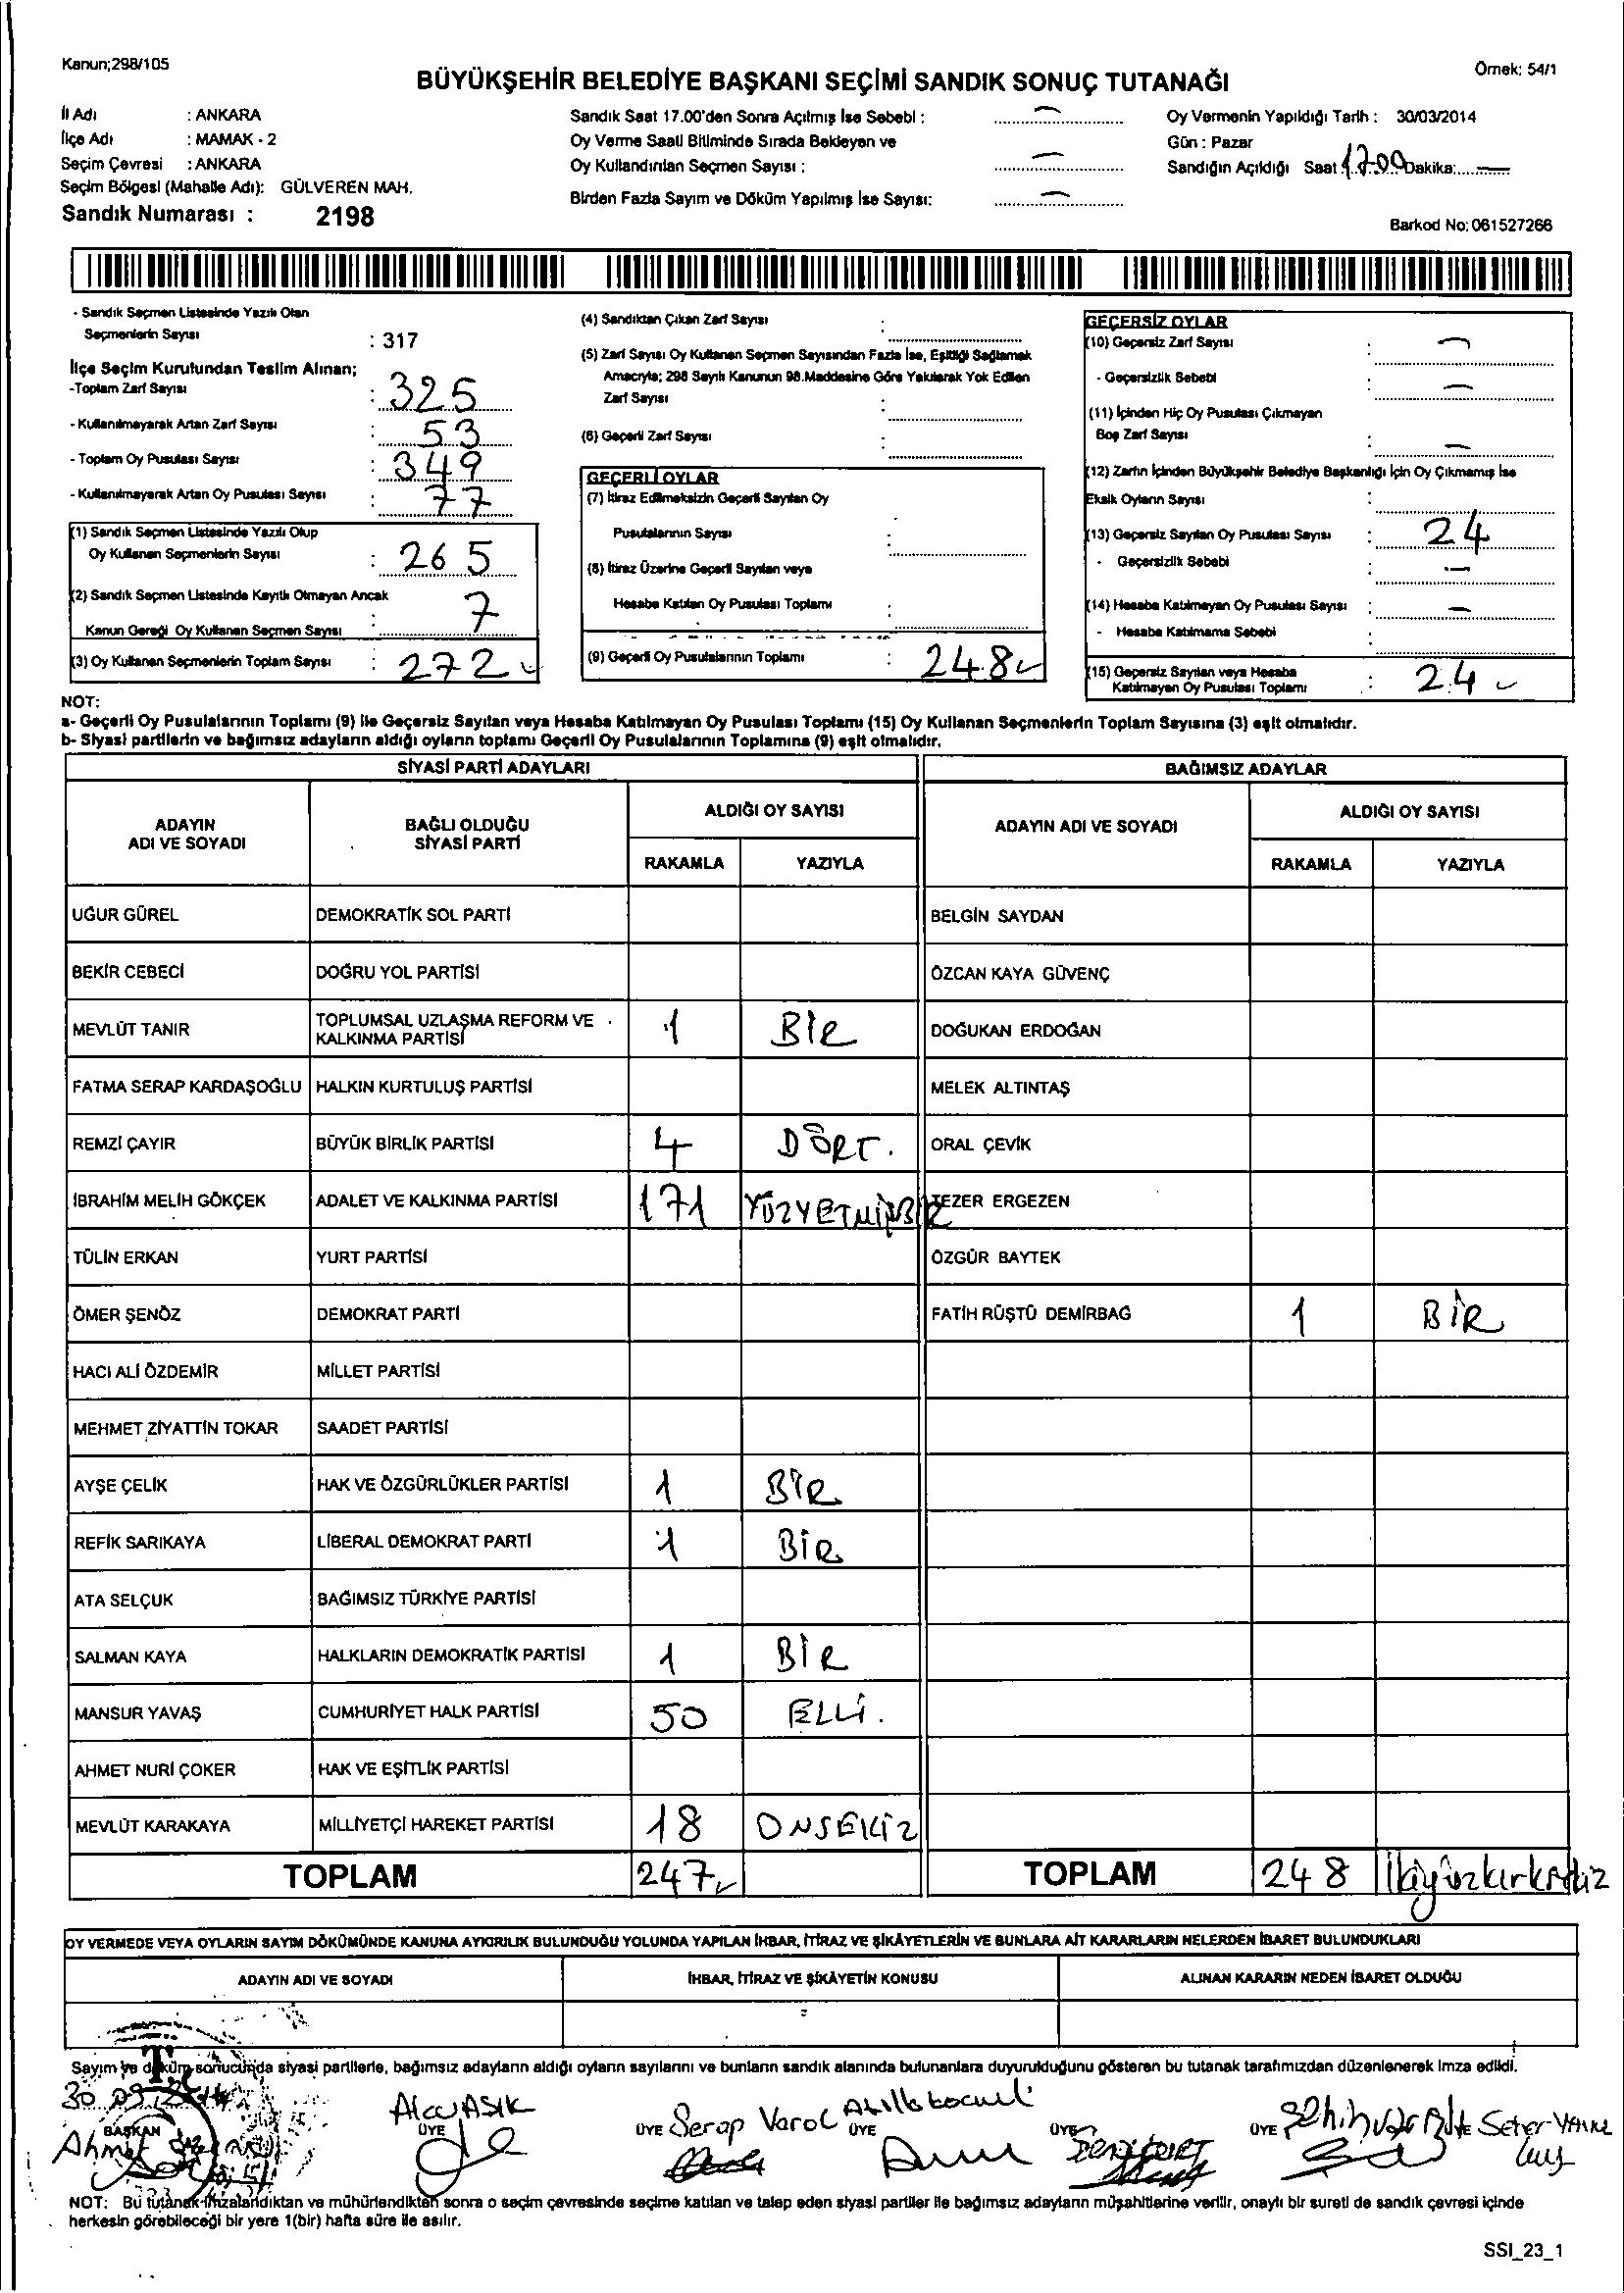 Kanun;298/105
Örnek: 54/1
BÜYÜKŞEHİR BELEDİYE BAŞKANI SEÇİMİ SANDIK SONUÇ TUTANAĞI
İl Adı : ANKARA
İlçe Adı : MAMAK - 2
Seçim Çevresi : ANKARA
Seçim Bölgesi (Mahalle Adı): GÜLVEREN MAH.
Sandık Numarası : 2198
Sandık Saat 17.00'den Sonra Açılmış İse Sebebi : —
Oy Verme Saati Bitiminde Sırada Bekleyen ve
Oy Kullandırılan Seçmen Sayısı : —
Birden Fazla Sayım ve Döküm Yapılmış İse Sayısı: —
Oy Vermenin Yapıldığı Tarih : 30/03/2014
Gün : Pazar
Sandığın Açıldığı Saat 17.00 Dakika: —
Barkod No: 061527266
- Sandık Seçmen Listesinde Yazılı Olan
Seçmenlerin Sayısı : 317
İlçe Seçim Kurulundan Teslim Alınan;
-Toplam Zarf Sayısı : 325
- Kullanılmayarak Artan Zarf Sayısı : 53
- Toplam Oy Pusulası Sayısı : 349
- Kullanılmayarak Artan Oy Pusulası Sayısı : 77
(1) Sandık Seçmen Listesinde Yazılı Olup
Oy Kullanan Seçmenlerin Sayısı : 265
(2) Sandık Seçmen Listesinde Kayıtlı Olmayan Ancak
Kanun Gereği Oy Kullanan Seçmen Sayısı : 7
(3) Oy Kullanan Seçmenlerin Toplam Sayısı : 272
(4) Sandıktan Çıkan Zarf Sayısı :
(5) Zarf Sayısı Oy Kullanan Seçmen Sayısından Fazla İse, Eşitliği Sağlamak
Amacıyla; 298 Sayılı Kanunun 98.Maddesine Göre Yakılarak Yok Edilen
Zarf Sayısı :
(6) Geçerli Zarf Sayısı :
GEÇERLİ OYLAR
(7) İtiraz Edilmeksizin Geçerli Sayılan Oy
Pusulalarının Sayısı :
(8) İtiraz Üzerine Geçerli Sayılan veya
Hesaba Katılan Oy Pusulası Toplamı :
(9) Geçerli Oy Pusulalarının Toplamı : 248
GEÇERSİZ OYLAR
(10) Geçersiz Zarf Sayısı : —
- Geçersizlik Sebebi : —
(11) İçinden Hiç Oy Pusulası Çıkmayan
Boş Zarf Sayısı : —
(12) Zarfın İçinden Büyükşehir Belediye Başkanlığı İçin Oy Çıkmamış İse
Eksik Oyların Sayısı :
(13) Geçersiz Sayılan Oy Pusulası Sayısı : 24
- Geçersizlik Sebebi : —
(14) Hesaba Katılmayan Oy Pusulası Sayısı : —
- Hesaba Katılmama Sebebi :
(15) Geçersiz Sayılan veya Hesaba
Katılmayan Oy Pusulası Toplamı : 24
NOT:
a- Geçerli Oy Pusulalarının Toplamı (9) ile Geçersiz Sayılan veya Hesaba Katılmayan Oy Pusulası Toplamı (15) Oy Kullanan Seçmenlerin Toplam Sayısına (3) eşit olmalıdır.
b- Siyasi partilerin ve bağımsız adayların aldığı oyların toplamı Geçerli Oy Pusulalarının Toplamına (9) eşit olmalıdır.
SİYASİ PARTİ ADAYLARI BAĞIMSIZ ADAYLAR
ADAYIN ADI VE SOYADI BAĞLI OLDUĞU SİYASİ PARTİ ALDIĞI OY SAYISI ADAYIN ADI VE SOYADI ALDIĞI OY SAYISI
RAKAMLA YAZIYLA RAKAMLA YAZIYLA
UĞUR GÜREL DEMOKRATİK SOL PARTİ BELGİN SAYDAN
BEKİR CEBECİ DOĞRU YOL PARTİSİ ÖZCAN KAYA GÜVENÇ
MEVLÜT TANIR TOPLUMSAL UZLAŞMA REFORM VE KALKINMA PARTİSİ 1 BİR DOĞUKAN ERDOĞAN
FATMA SERAP KARDAŞOĞLU HALKIN KURTULUŞ PARTİSİ MELEK ALTINTAŞ
REMZİ ÇAYIR BÜYÜK BİRLİK PARTİSİ 4 DÖRT. ORAL ÇEVİK
İBRAHİM MELİH GÖKÇEK ADALET VE KALKINMA PARTİSİ 171 YÜZYETMİŞBİR TEZER ERGEZEN
TÜLİN ERKAN YURT PARTİSİ ÖZGÜR BAYTEK
ÖMER ŞENÖZ DEMOKRAT PARTİ FATİH RÜŞTÜ DEMİRBAĞ 1 BİR
HACI ALİ ÖZDEMİR MİLLET PARTİSİ
MEHMET ZİYATTİN TOKAR SAADET PARTİSİ
AYŞE ÇELİK HAK VE ÖZGÜRLÜKLER PARTİSİ 1 BİR
REFİK SARIKAYA LİBERAL DEMOKRAT PARTİ 1 BİR
ATA SELÇUK BAĞIMSIZ TÜRKİYE PARTİSİ
SALMAN KAYA HALKLARIN DEMOKRATİK PARTİSİ 1 BİR
MANSUR YAVAŞ CUMHURİYET HALK PARTİSİ 50 ELLİ.
AHMET NURİ ÇOKER HAK VE EŞİTLİK PARTİSİ
MEVLÜT KARAKAYA MİLLİYETÇİ HAREKET PARTİSİ 18 ONSEKİZ
TOPLAM 247 TOPLAM 248
OY VERMEDE VEYA OYLARIN SAYIM DÖKÜMÜNDE KANUNA AYKIRILIK BULUNDUĞU YOLUNDA YAPILAN İHBAR, İTİRAZ VE ŞİKÂYETLERİN VE BUNLARA AİT KARARLARIN NELERDEN İBARET BULUNDUKLARI
ADAYIN ADI VE SOYADI İHBAR, İTİRAZ VE ŞİKÂYETİN KONUSU ALINAN KARARIN NEDEN İBARET OLDUĞU
Sayım ve döküm sonucunda siyasi partilerle, bağımsız adayların aldığı oyların sayılarını ve bunların sandık alanında bulunanlara duyurulduğunu gösteren bu tutanak tarafımızdan düzenlenerek imza edildi.
30.03.2014
BAŞKAN ÜYE ÜYE Serap Varol ÜYE ÜYE ÜYE ÜYE
Ahmet
NOT: Bu tutanak imzalandıktan ve mühürlendikten sonra o seçim çevresinde seçime katılan ve talep eden siyasi partiler ile bağımsız adayların müşahitlerine verilir, onaylı bir sureti de sandık çevresi içinde
herkesin görebileceği bir yere 1(bir) hafta süre ile asılır.
SSI_23_1